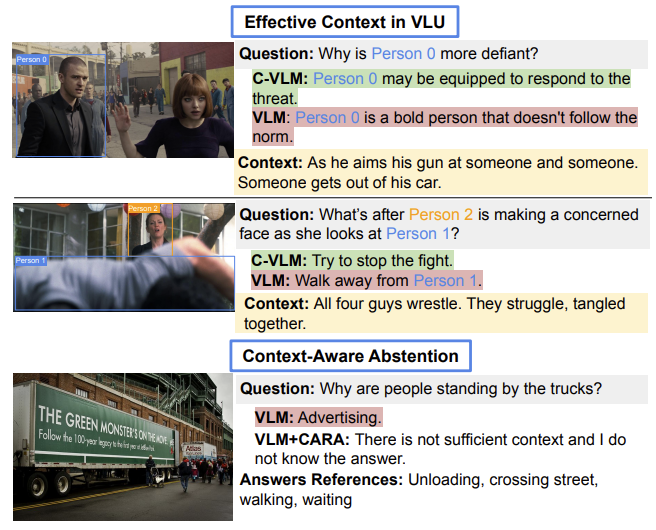 Effective Context in VLU
Person 0
Question: Why is Person 0 more defiant?
C-VLM: Person 0 may be equipped to respond to the
threat.
VLM: Person 0 is a bold person that doesn't follow the
norm.
Context: As he aims his gun at someone and someone.
Someone gets out of his car.
Person 2
Person 1
Question: What's after Person 2 is making a concerned
face as she looks at Person 1?
C-VLM: Try to stop the fight.
VLM: Walk away from Person 1.
Context: All four guys wrestle. They struggle, tangled
together.
Context-Aware Abstention
THE GREEN MONSTER'S ON THE MOVE.
Follow the 100-year legacy to the first year at jetBlue Park
Atlas
Question: Why are people standing by the trucks?
VLM: Advertising.
VLM+CARA: There is not sufficient context and I do
not know the answer.
Answers References: Unloading, crossing street,
walking, waiting